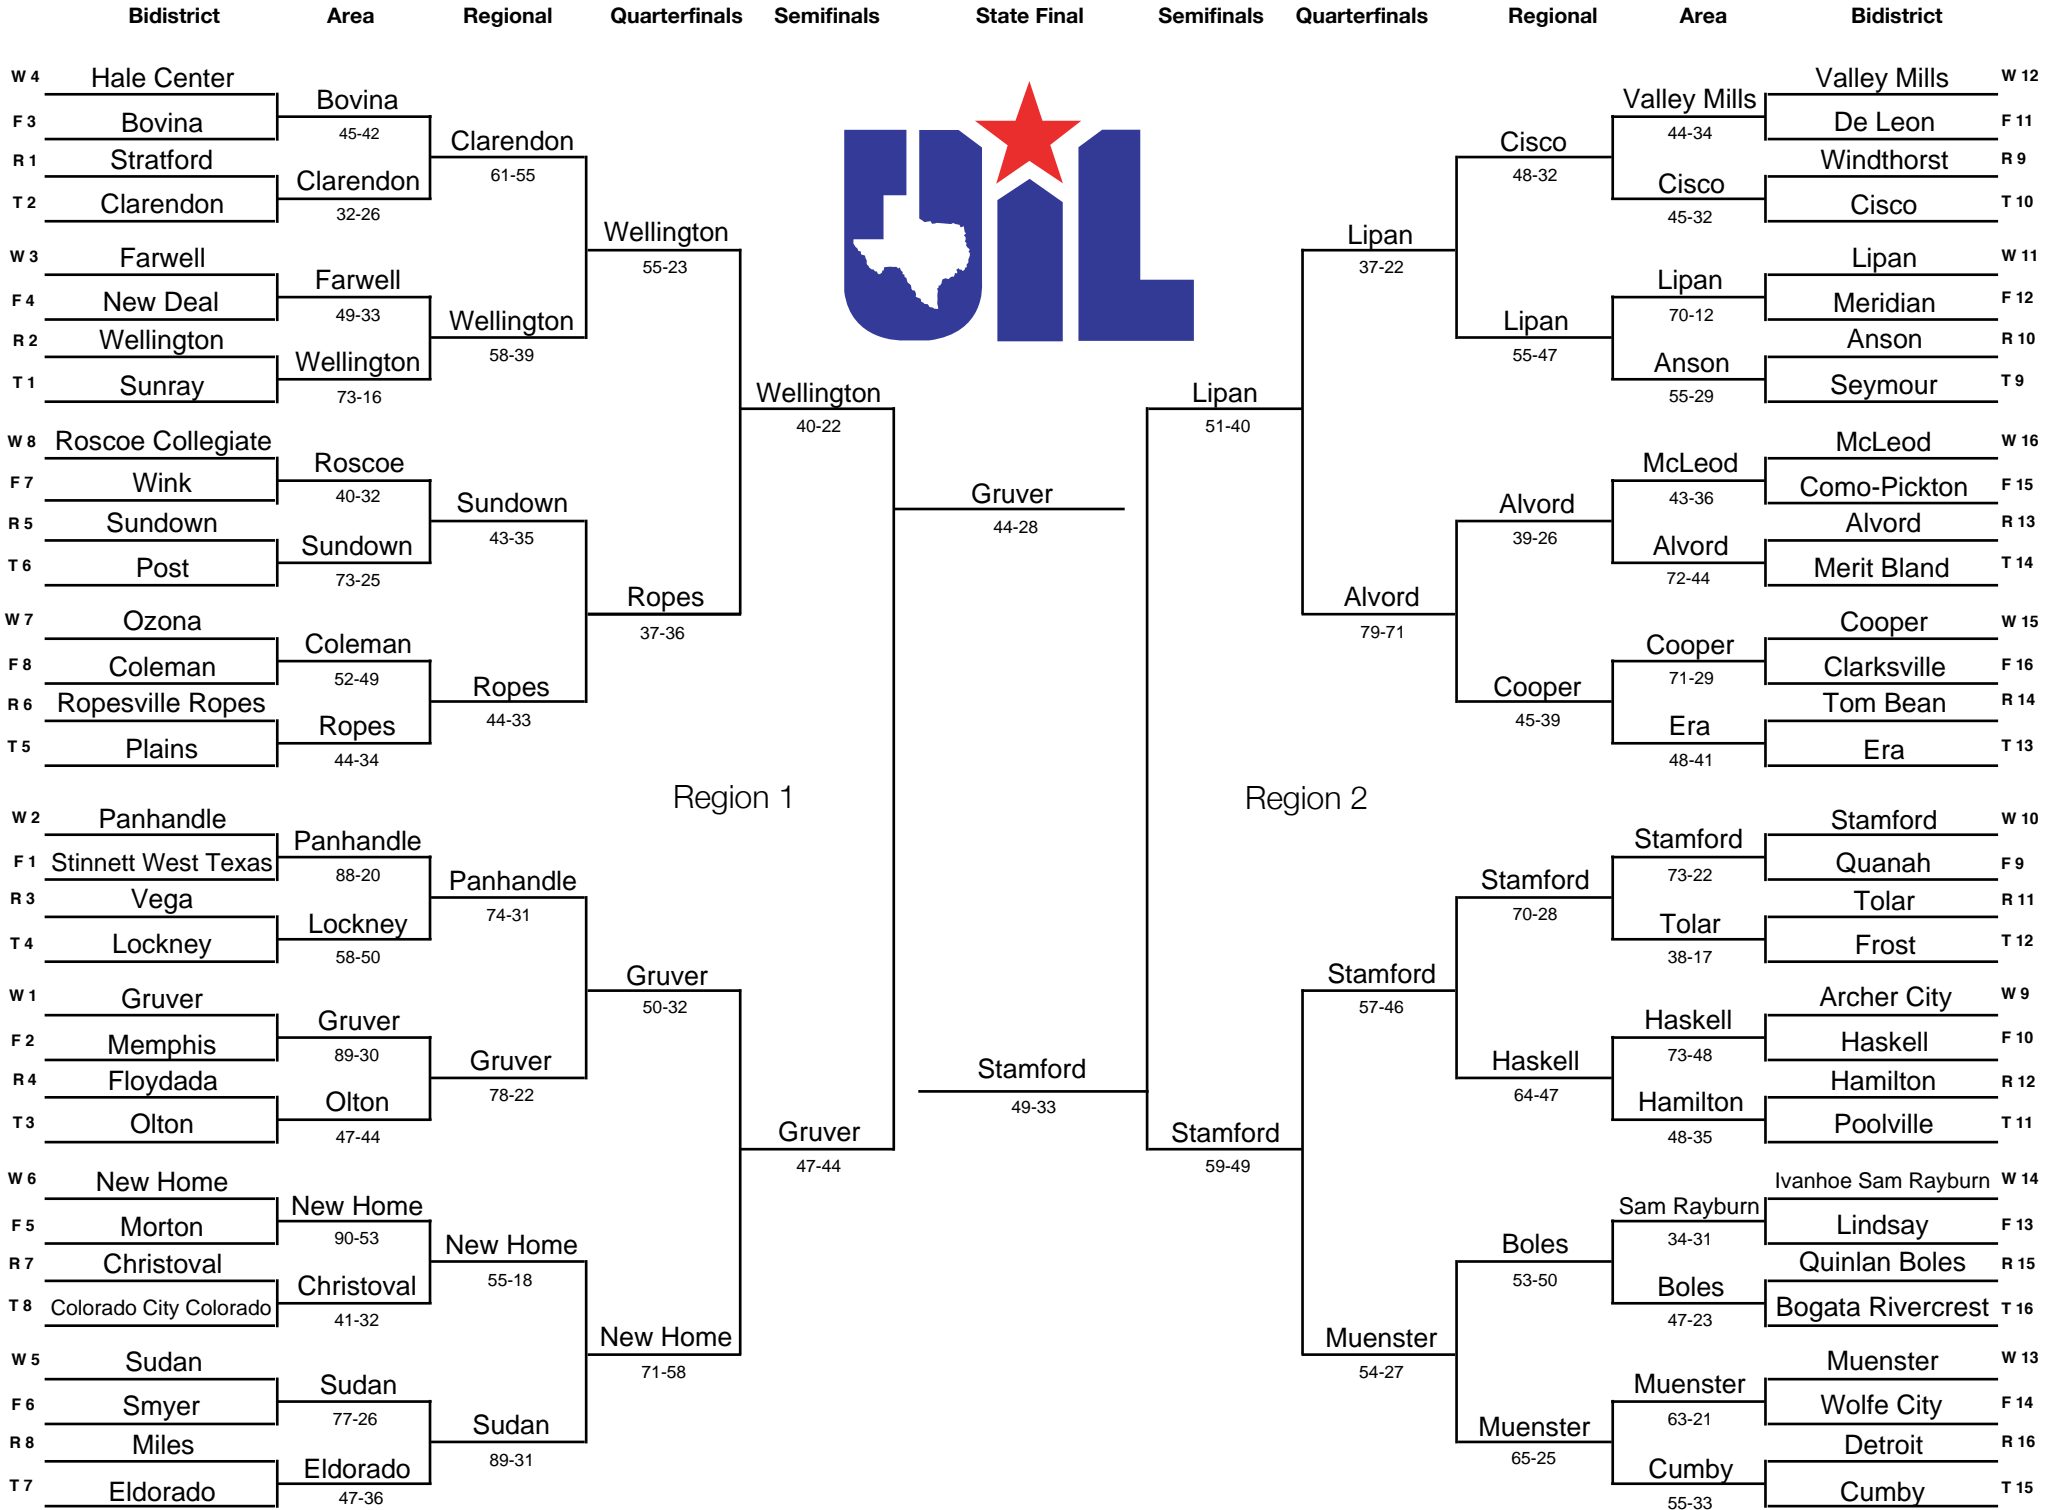 Bidistrict Area Regional Quarterfinals Semifinals State Final Semifinals Quarterfinals Regional Area Bidistrict
W 4 Hale Center
F 3 Bovina
Bovina
45-42
R 1 Stratford
T 2 Clarendon
Clarendon
32-26
Clarendon
61-55
W 3 Farwell
F 4 New Deal
Farwell
49-33
R 2 Wellington
T 1 Sunray
Wellington
73-16
Wellington
58-39
Wellington
55-23
W 8 Roscoe Collegiate
F 7 Wink
Roscoe
40-32
R 5 Sundown
T 6 Post
Sundown
73-25
Sundown
43-35
W 7 Ozona
F 8 Coleman
Coleman
52-49
R 6 Ropesville Ropes
T 5 Plains
Ropes
44-34
Ropes
44-33
Ropes
37-36
Wellington
40-22
Region 1
W 2 Panhandle
F 1 Stinnett West Texas
Panhandle
88-20
R 3 Vega
T 4 Lockney
Lockney
58-50
Panhandle
74-31
W 1 Gruver
F 2 Memphis
Gruver
89-30
R 4 Floydada
T 3 Olton
Olton
47-44
Gruver
78-22
Gruver
50-32
W 6 New Home
F 5 Morton
New Home
90-53
R 7 Christoval
T 8 Colorado City Colorado
Christoval
41-32
New Home
55-18
W 5 Sudan
F 6 Smyer
Sudan
77-26
R 8 Miles
T 7 Eldorado
Eldorado
47-36
Sudan
89-31
New Home
71-58
Gruver
47-44
UIL
Gruver
44-28
Stamford
49-33
Valley Mills W 12
De Leon F 11
Valley Mills
44-34
Windthorst R 9
Cisco T 10
Cisco
45-32
Cisco
48-32
Lipan W 11
Meridian F 12
Lipan
70-12
Anson R 10
Seymour T 9
Anson
55-29
Lipan
55-47
Lipan
37-22
McLeod W 16
Como-Pickton F 15
McLeod
43-36
Alvord R 13
Merit Bland T 14
Alvord
72-44
Alvord
39-26
Cooper W 15
Clarksville F 16
Cooper
71-29
Tom Bean R 14
Era T 13
Era
48-41
Cooper
45-39
Alvord
79-71
Lipan
51-40
Region 2
Stamford W 10
Quanah F 9
Stamford
73-22
Tolar R 11
Frost T 12
Tolar
38-17
Stamford
70-28
Archer City W 9
Haskell F 10
Haskell
73-48
Hamilton R 12
Poolville T 11
Hamilton
48-35
Haskell
64-47
Stamford
57-46
Ivanhoe Sam Rayburn W 14
Lindsay F 13
Sam Rayburn
34-31
Quinlan Boles R 15
Bogata Rivercrest T 16
Boles
47-23
Boles
53-50
Muenster W 13
Wolfe City F 14
Muenster
63-21
Detroit R 16
Cumby T 15
Cumby
55-33
Muenster
65-25
Muenster
54-27
Stamford
59-49